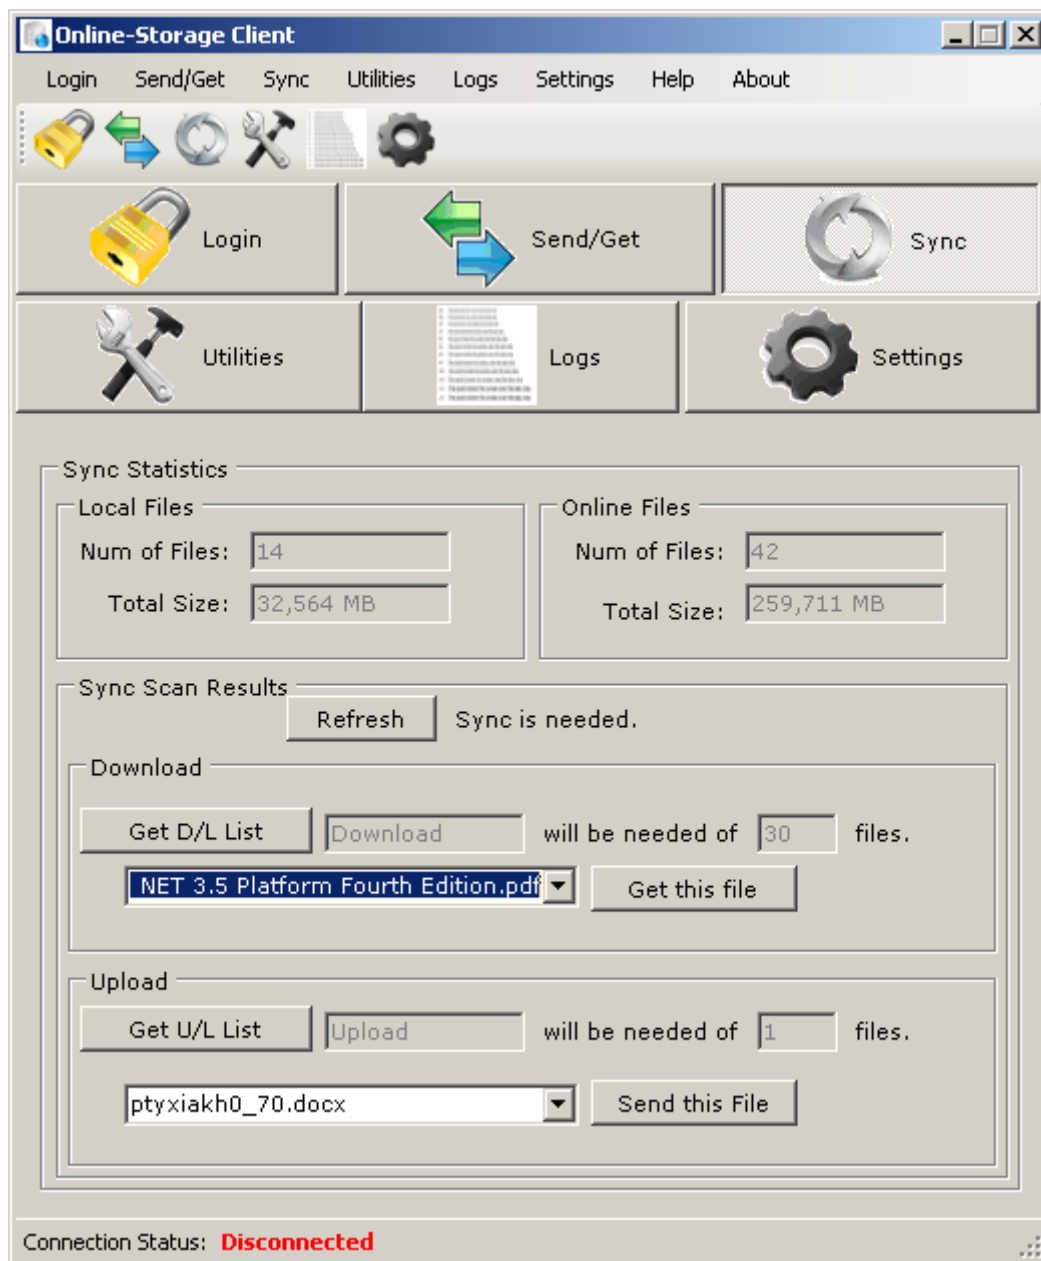 Online-Storage Client
Login Send/Get Sync Utilities Logs Settings Help About
Login Send/Get Sync
Utilities Logs Settings
Sync Statistics
Local Files
Num of Files: 14
Total Size: 32,564 MB
Online Files
Num of Files: 42
Total Size: 259,711 MB
Sync Scan Results
Refresh Sync is needed.
Download
Get D/L List Download will be needed of 30 files.
NET 3.5 Platform Fourth Edition.pdf Get this file
Upload
Get U/L List Upload will be needed of 1 files.
ptyxiakh0_70.docx Send this File
Connection Status: Disconnected